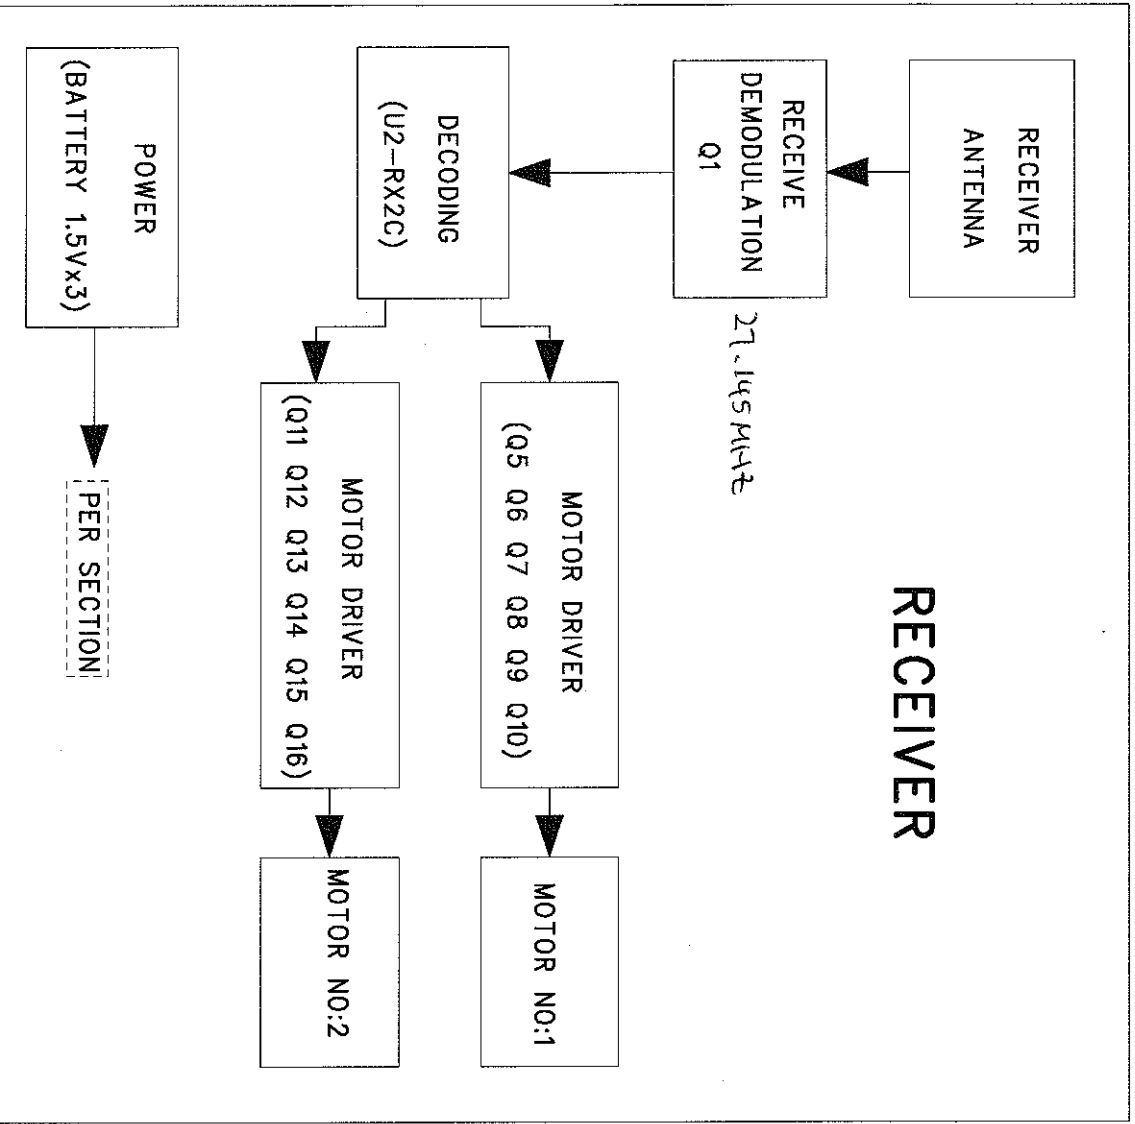 RECEIVER
RECEIVER
ANTENNA
RECEIVE
DEMODULATION
Q1
27.145MHZ
DECODING
(U2-RX2C)
MOTOR DRIVER
(Q5 Q6 Q7 Q8 Q9 Q10)
MOTOR NO:1
MOTOR DRIVER
(Q11 Q12 Q13 Q14 Q15 Q16)
MOTOR NO:2
POWER
(BATTERY 1.5Vx3)
PER SECTION